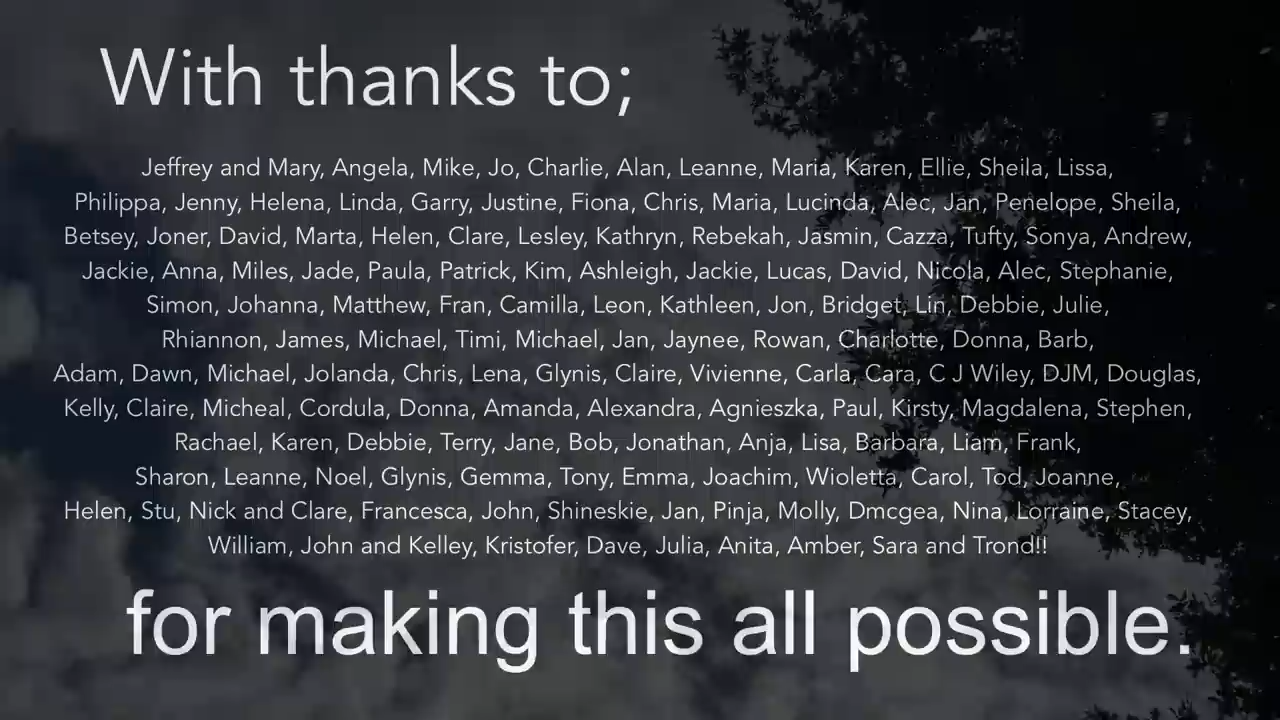 With thanks to;
Jeffrey and Mary, Angela, Mike, Jo, Charlie, Alan, Leanne, Maria, Karen, Ellie, Sheila, Lissa,
Philippa, Jenny, Helena, Linda, Garry, Justine, Fiona, Chris, Maria, Lucinda, Alec, Jan, Penelope, Sheila,
Betsey, Joner, David, Marta, Helen, Clare, Lesley, Kathryn, Rebekah, Jasmin, Cazza, Tufty, Sonya, Andrew,
Jackie, Anna, Miles, Jade, Paula, Patrick, Kim, Ashleigh, Jackie, Lucas, David, Nicola, Alec, Stephanie,
Simon, Johanna, Matthew, Fran, Camilla, Leon, Kathleen, Jon, Bridget, Lin, Debbie, Julie,
Rhiannon, James, Michael, Timi, Michael, Jan, Jaynee, Rowan, Charlotte, Donna, Barb,
Adam, Dawn, Michael, Jolanda, Chris, Lena, Glynis, Claire, Vivienne, Carla, Cara, C J Wiley, ĐJM, Douglas,
Kelly, Claire, Micheal, Cordula, Donna, Amanda, Alexandra, Agnieszka, Paul, Kirsty, Magdalena, Stephen,
Rachael, Karen, Debbie, Terry, Jane, Bob, Jonathan, Anja, Lisa, Barbara, Liam, Frank,
Sharon, Leanne, Noel, Glynis, Gemma, Tony, Emma, Joachim, Wioletta, Carol, Tod, Joanne,
Helen, Stu, Nick and Clare, Francesca, John, Shineskie, Jan, Pinja, Molly, Dmcgea, Nina, Lorraine, Stacey,
William, John and Kelley, Kristofer, Dave, Julia, Anita, Amber, Sara and Trond!!
for making this all possible.